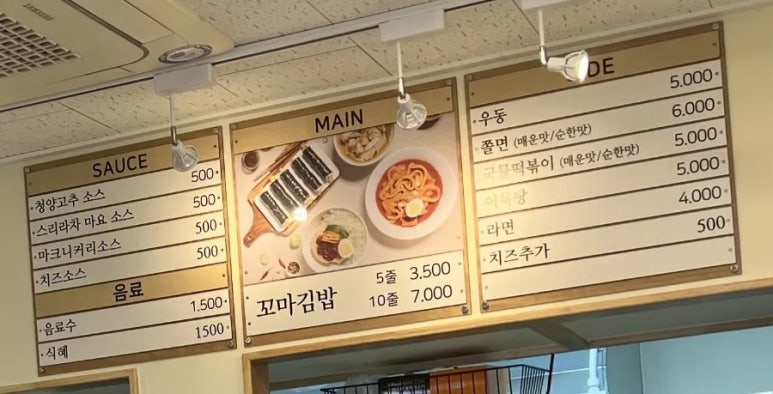 SAMSUNG
SAUCE
·청양고추 소스 500·
·스리라차 마요 소스 500·
·마크니커리소스 500·
·치즈소스 500·
음료
·음료수 1.500·
·식혜 1500·
MAIN
꼬마김밥
5줄 3.500
10줄 7.000
DE
·우동 5.000·
·쫄면 (매운맛/순한맛) 6.000·
·국물떡볶이 (매운맛/순한맛) 5.000·
·어묵탕 5.000·
·라면 4.000·
·치즈추가 500·